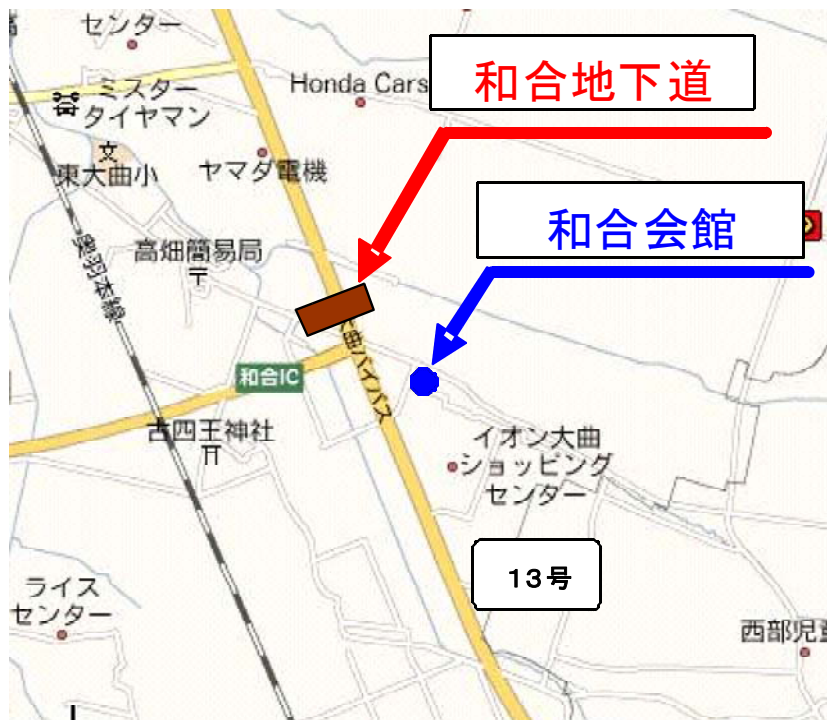 センター
Honda Cars
和合地下道
ミスター
タイヤマン
東大曲小
ヤマダ電機
和合会館
高畑簡易局
奥羽本線
大曲バイパス
和合IC
古四王神社
イオン大曲
ショッピング
センター
13号
ライス
センター
西部児童